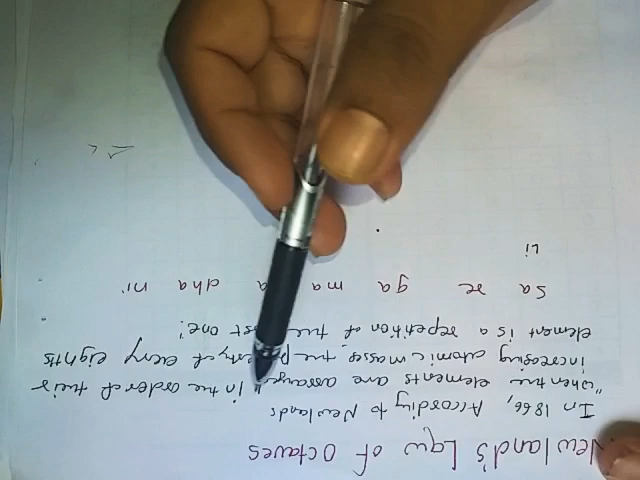 Newland's Law of Octaves
In 1866, According to Newlands
"when the elements are arranged in the order of their
increasing atomic masses, the of every eights
element is a repetition of the one."
sa re ga ma dha ni
Li